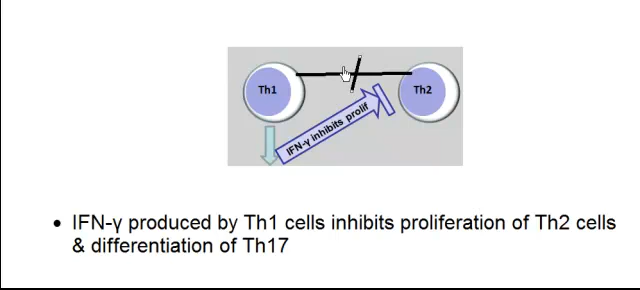 Th1
Th2
IFN-γ inhibits prolif
• IFN-γ produced by Th1 cells inhibits proliferation of Th2 cells
& differentiation of Th17